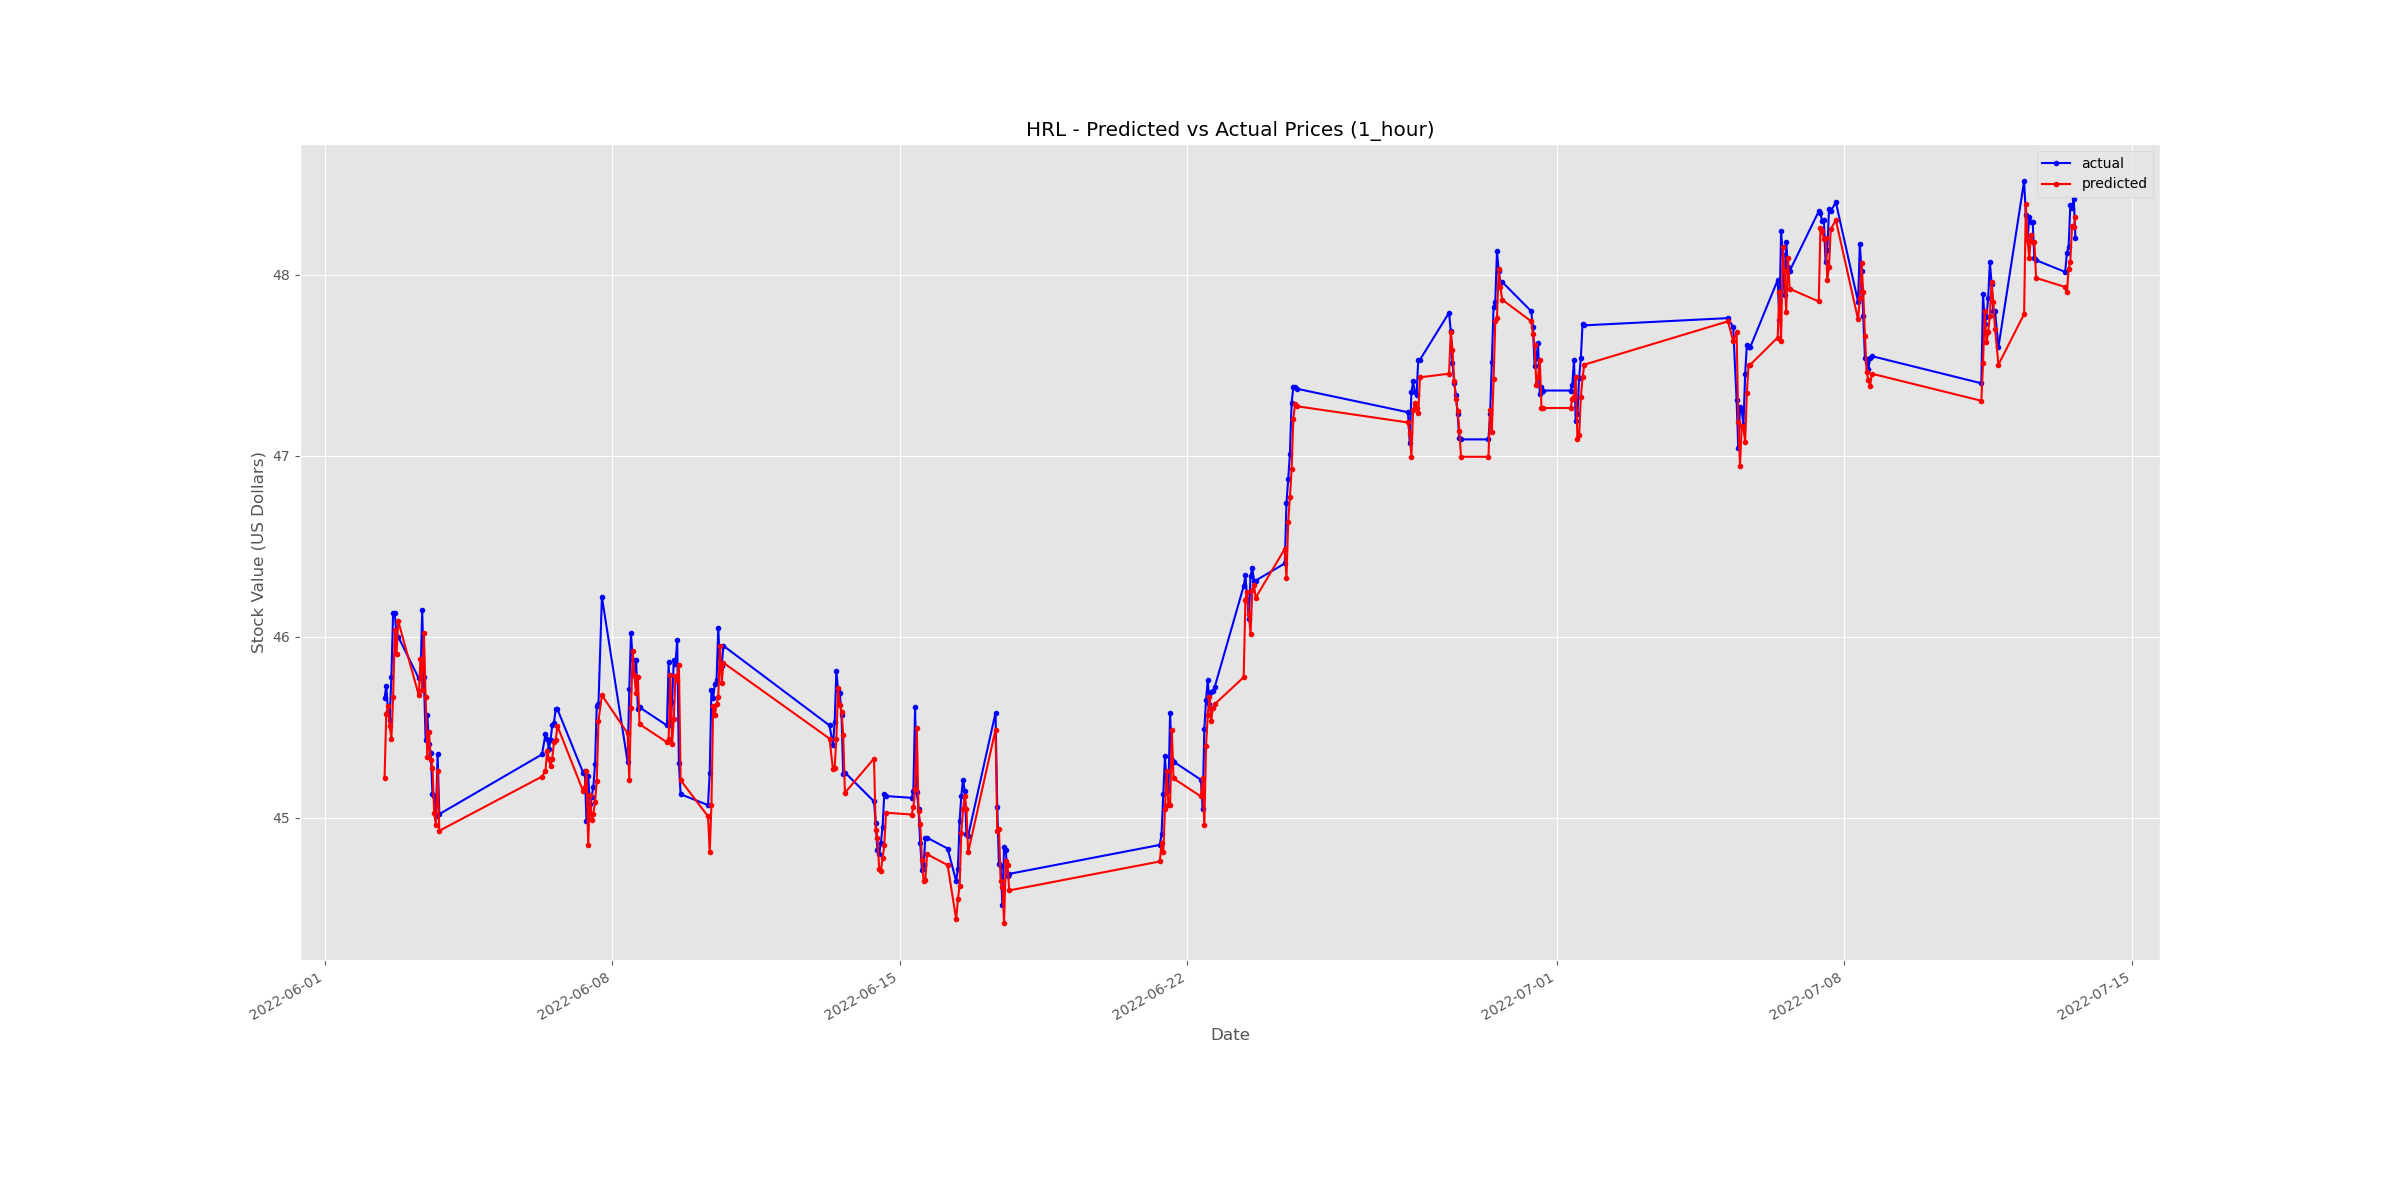 HRL - Predicted vs Actual Prices (1_hour)
actual
predicted
Stock Value (US Dollars)
48
47
46
45
2022-06-01
2022-06-08
2022-06-15
2022-06-22
2022-07-01
2022-07-08
2022-07-15
Date